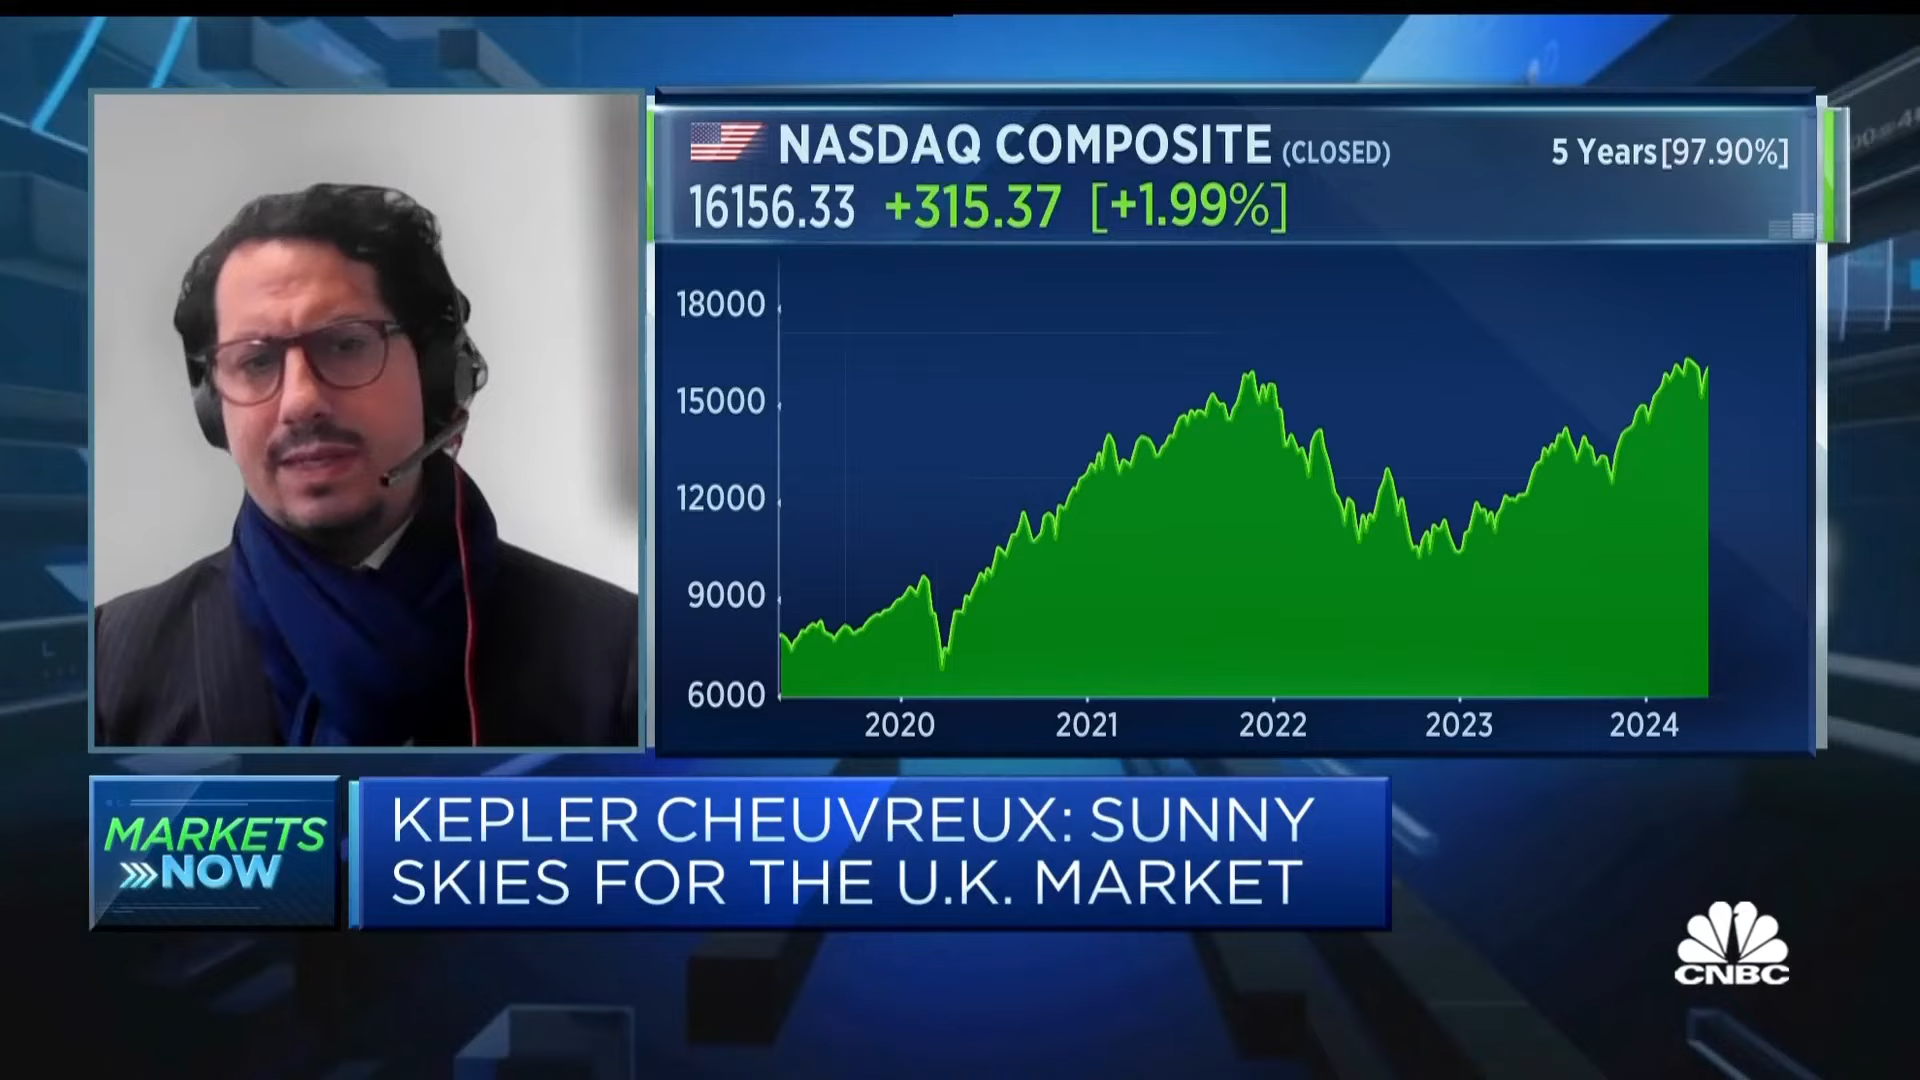 NASDAQ COMPOSITE (CLOSED) 5 Years[97.90%]
16156.33 +315.37 [+1.99%]
18000
15000
12000
9000
6000
2020 2021 2022 2023 2024
MARKETS
NOW
KEPLER CHEUVREUX: SUNNY
SKIES FOR THE U.K. MARKET
CNBC